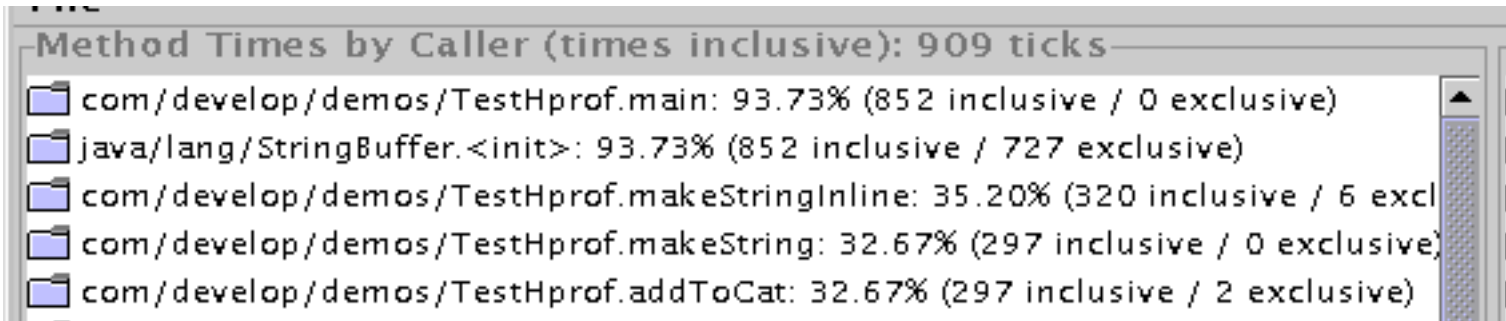 Method Times by Caller (times inclusive): 909 ticks
com/develop/demos/TestHprof.main: 93.73% (852 inclusive / 0 exclusive)
java/lang/StringBuffer.<init>: 93.73% (852 inclusive / 727 exclusive)
com/develop/demos/TestHprof.makeStringInline: 35.20% (320 inclusive / 6 excl
com/develop/demos/TestHprof.makeString: 32.67% (297 inclusive / 0 exclusive)
com/develop/demos/TestHprof.addToCat: 32.67% (297 inclusive / 2 exclusive)